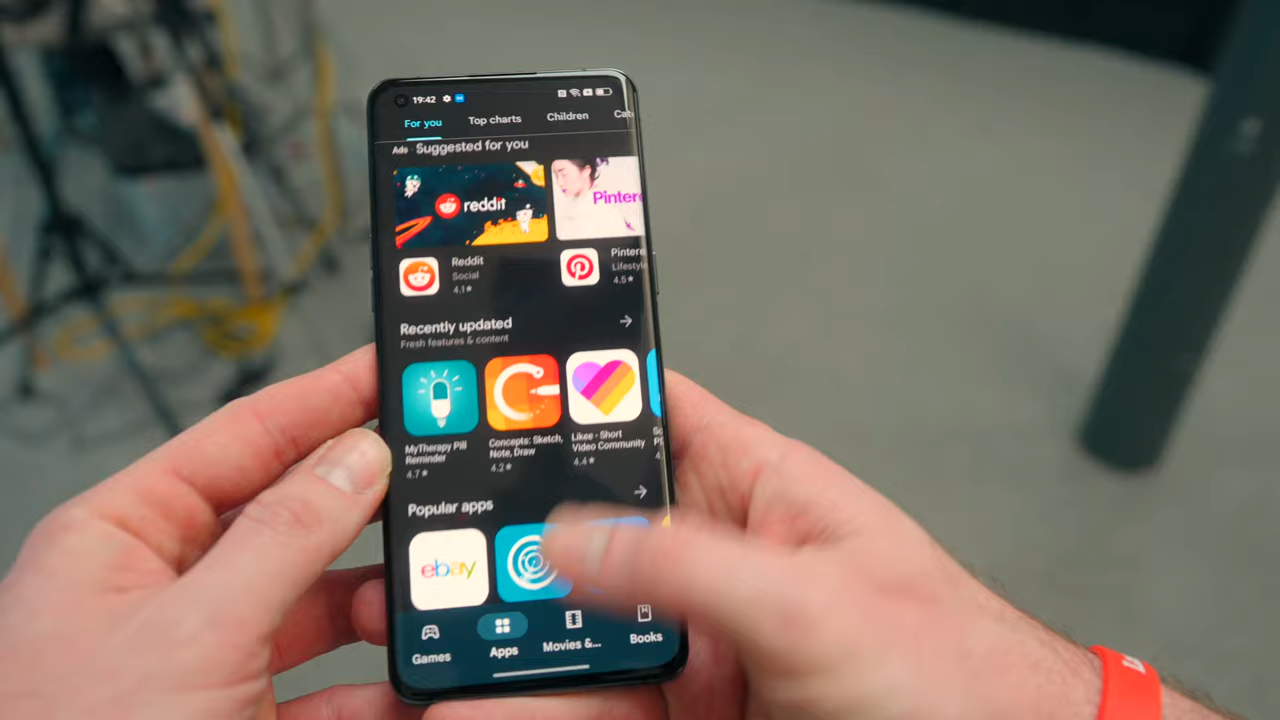 19:42
For you Top charts Children Cat
Ads · Suggested for you
reddit
Pintere
Reddit
Social
4.1★
Pintere
Lifestyle
4.5★
Recently updated
Fresh features & content
MyTherapy Pill
Reminder
4.7★
Concepts: Sketch,
Note, Draw
4.2★
Likee - Short
Video Community
4.4★
Popular apps
ebay
Games
Apps
Movies &...
Books